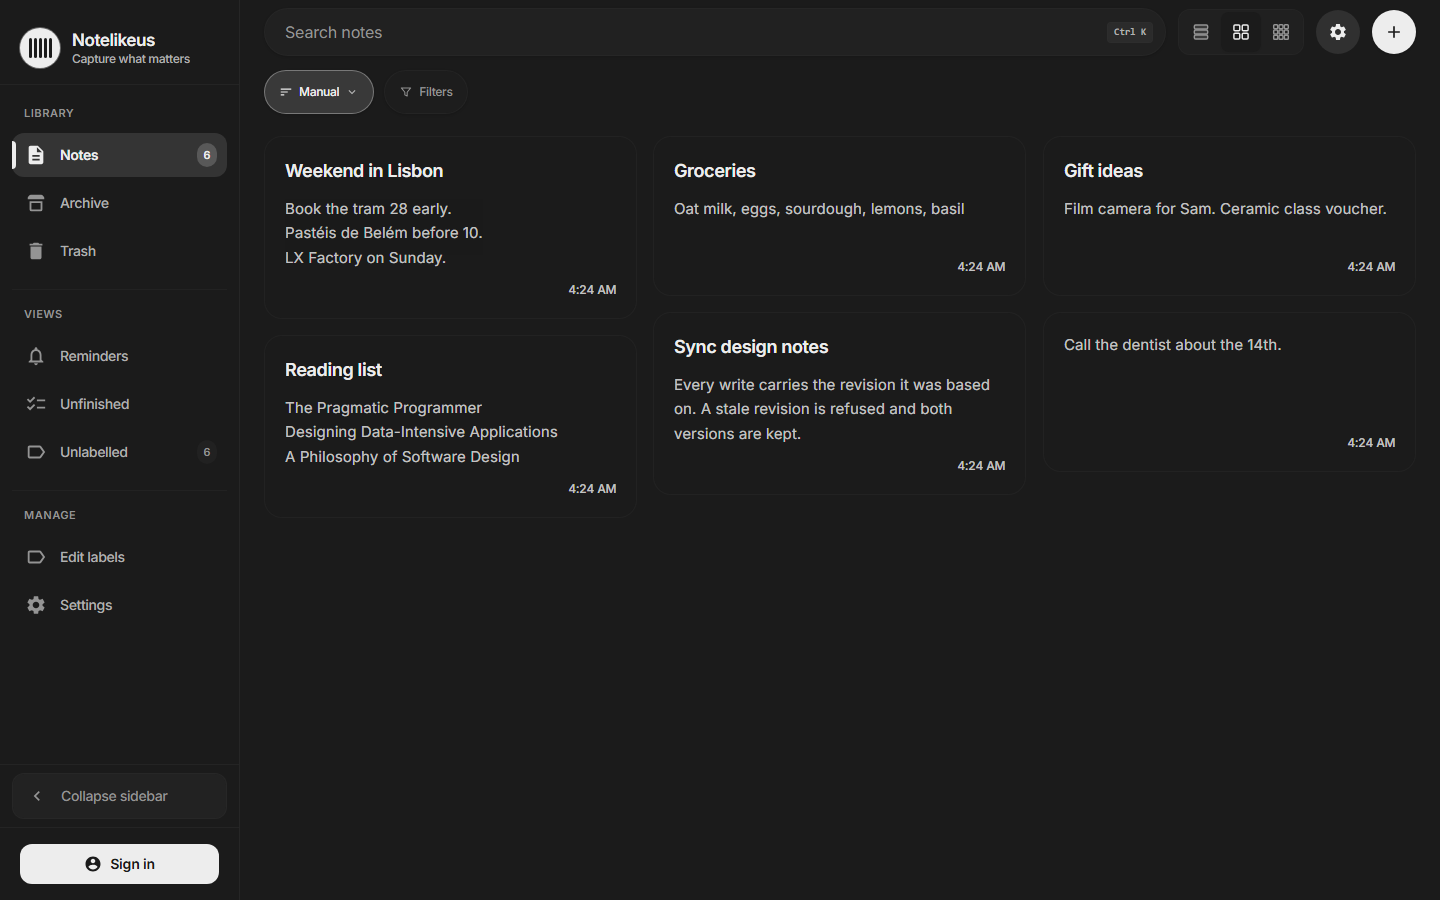 Notelikeus
Capture what matters
LIBRARY
Notes 6
Archive
Trash
VIEWS
Reminders
Unfinished
Unlabelled 6
MANAGE
Edit labels
Settings
Collapse sidebar
Sign in
Search notes Ctrl K
Manual Filters
Weekend in Lisbon
Book the tram 28 early.
Pastéis de Belém before 10.
LX Factory on Sunday.
4:24 AM
Groceries
Oat milk, eggs, sourdough, lemons, basil
4:24 AM
Gift ideas
Film camera for Sam. Ceramic class voucher.
4:24 AM
Reading list
The Pragmatic Programmer
Designing Data-Intensive Applications
A Philosophy of Software Design
4:24 AM
Sync design notes
Every write carries the revision it was based
on. A stale revision is refused and both
versions are kept.
4:24 AM
Call the dentist about the 14th.
4:24 AM